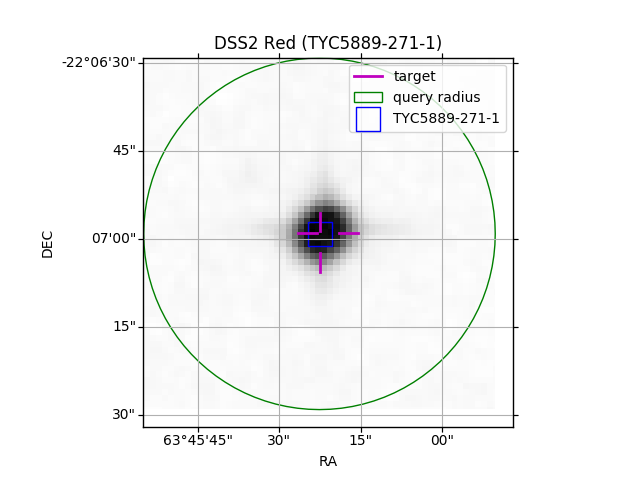 DSS2 Red (TYC5889-271-1)
target
query radius
TYC5889-271-1
-22°06'30"
45"
07'00"
15"
30"
DEC
63°45'45"
30"
15"
00"
RA